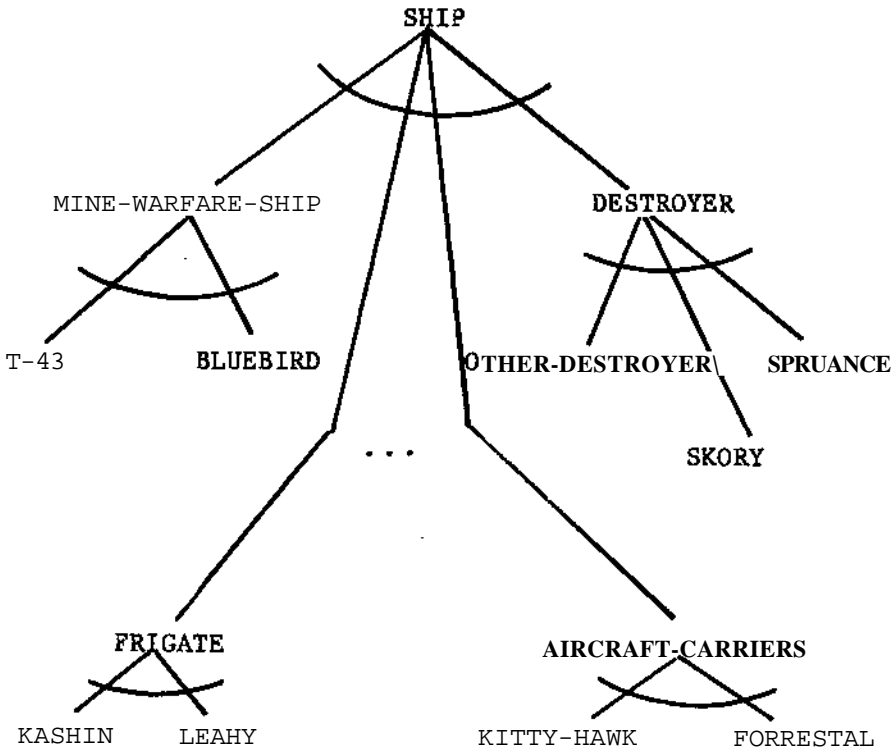 SHIP
MINE-WARFARE-SHIP DESTROYER
T-43 BLUEBIRD OTHER-DESTROYER SPRUANCE
...
SKORY
FRIGATE AIRCRAFT-CARRIERS
KASHIN LEAHY KITTY-HAWK FORRESTAL